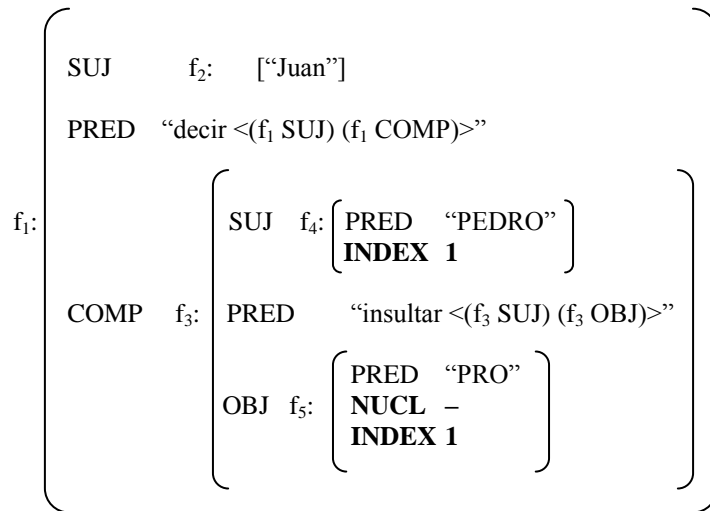 SUJ f₂: [“Juan”]
PRED “decir <(f₁ SUJ) (f₁ COMP)>”
SUJ f₄: PRED “PEDRO”
f₁:
INDEX 1
COMP f₃: PRED “insultar <(f₃ SUJ) (f₃ OBJ)>”
PRED “PRO”
OBJ f₅: NUCL –
INDEX 1